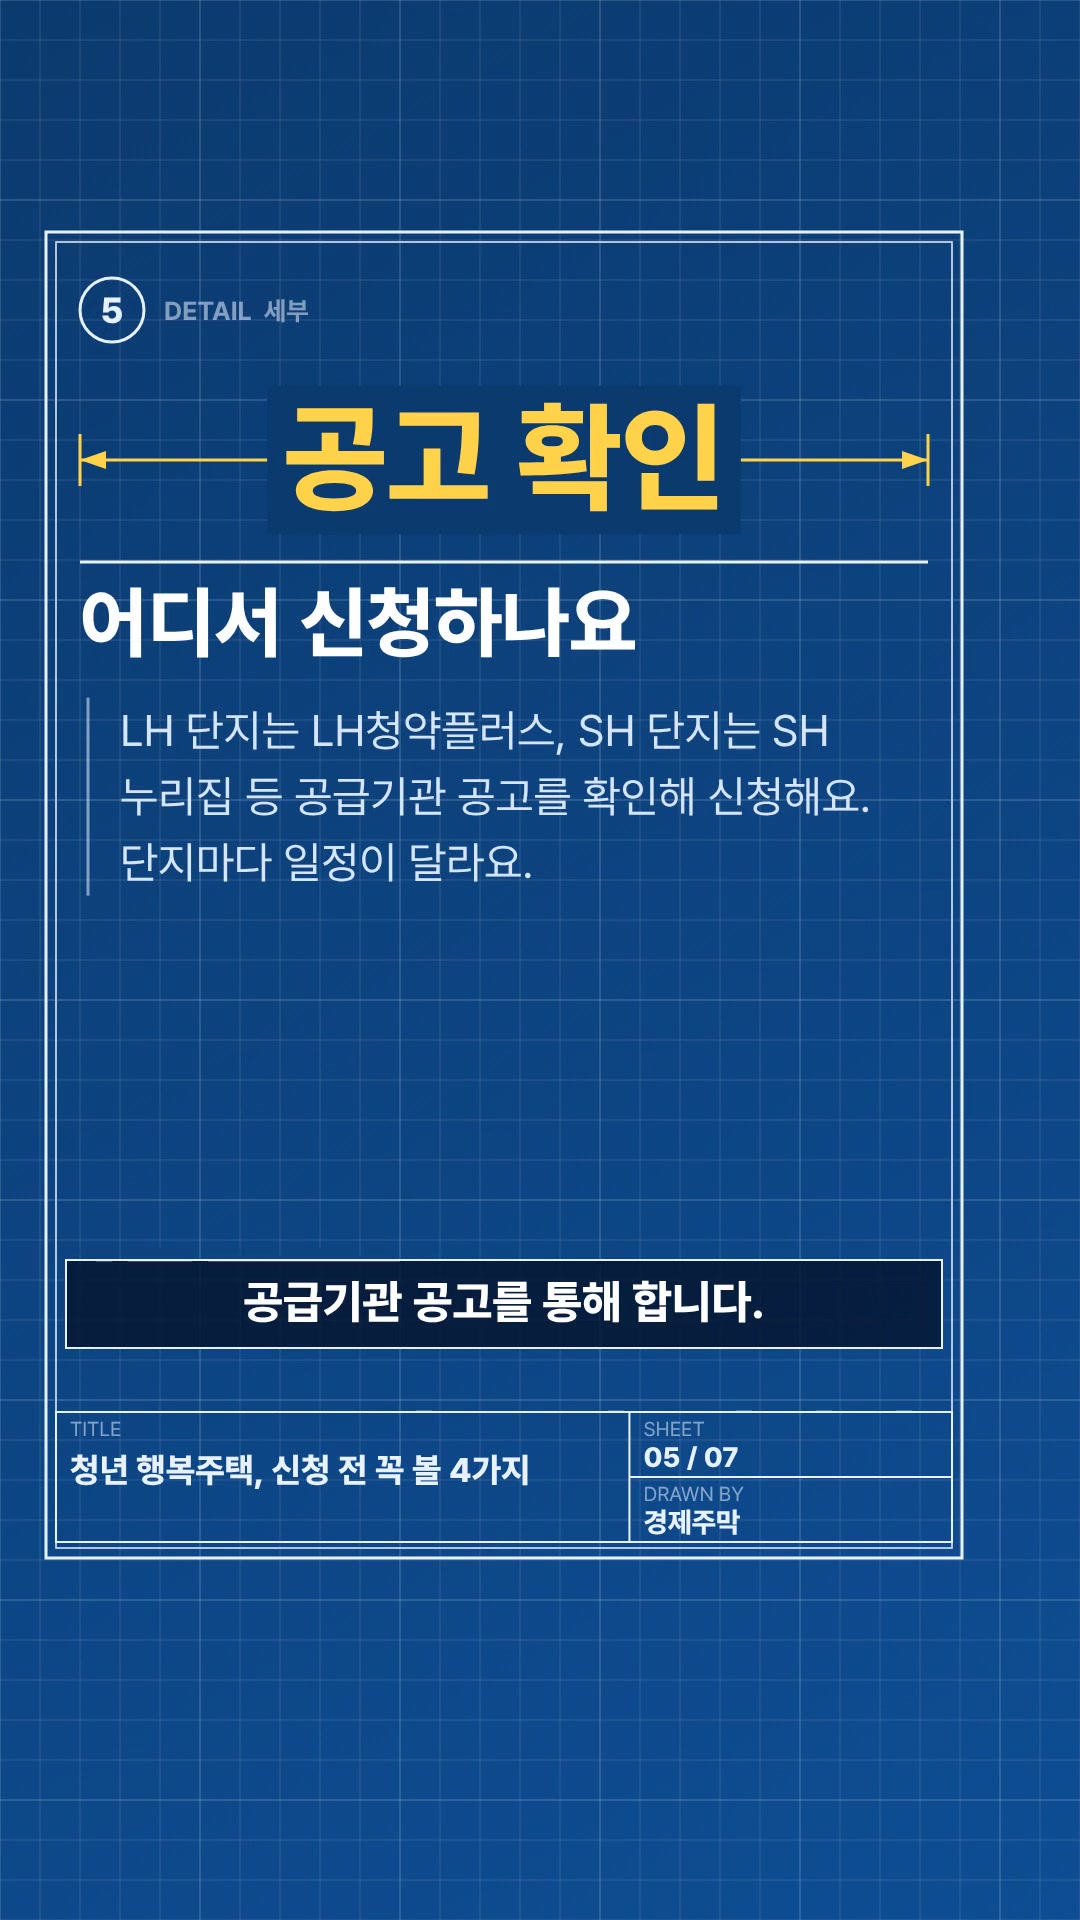 5 DETAIL 세부
공고 확인
어디서 신청하나요
LH 단지는 LH청약플러스, SH 단지는 SH
누리집 등 공급기관 공고를 확인해 신청해요.
단지마다 일정이 달라요.
공급기관 공고를 통해 합니다.
TITLE
청년 행복주택, 신청 전 꼭 볼 4가지
SHEET
05 / 07
DRAWN BY
경제주막